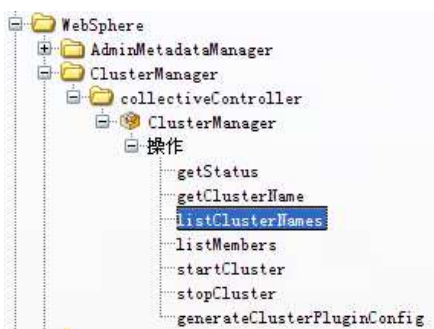 WebSphere
AdminMetadataManager
ClusterManager
collectiveController
ClusterManager
操作
getStatus
getClusterName
listClusterNames
listMembers
startCluster
stopCluster
generateClusterPluginConfig